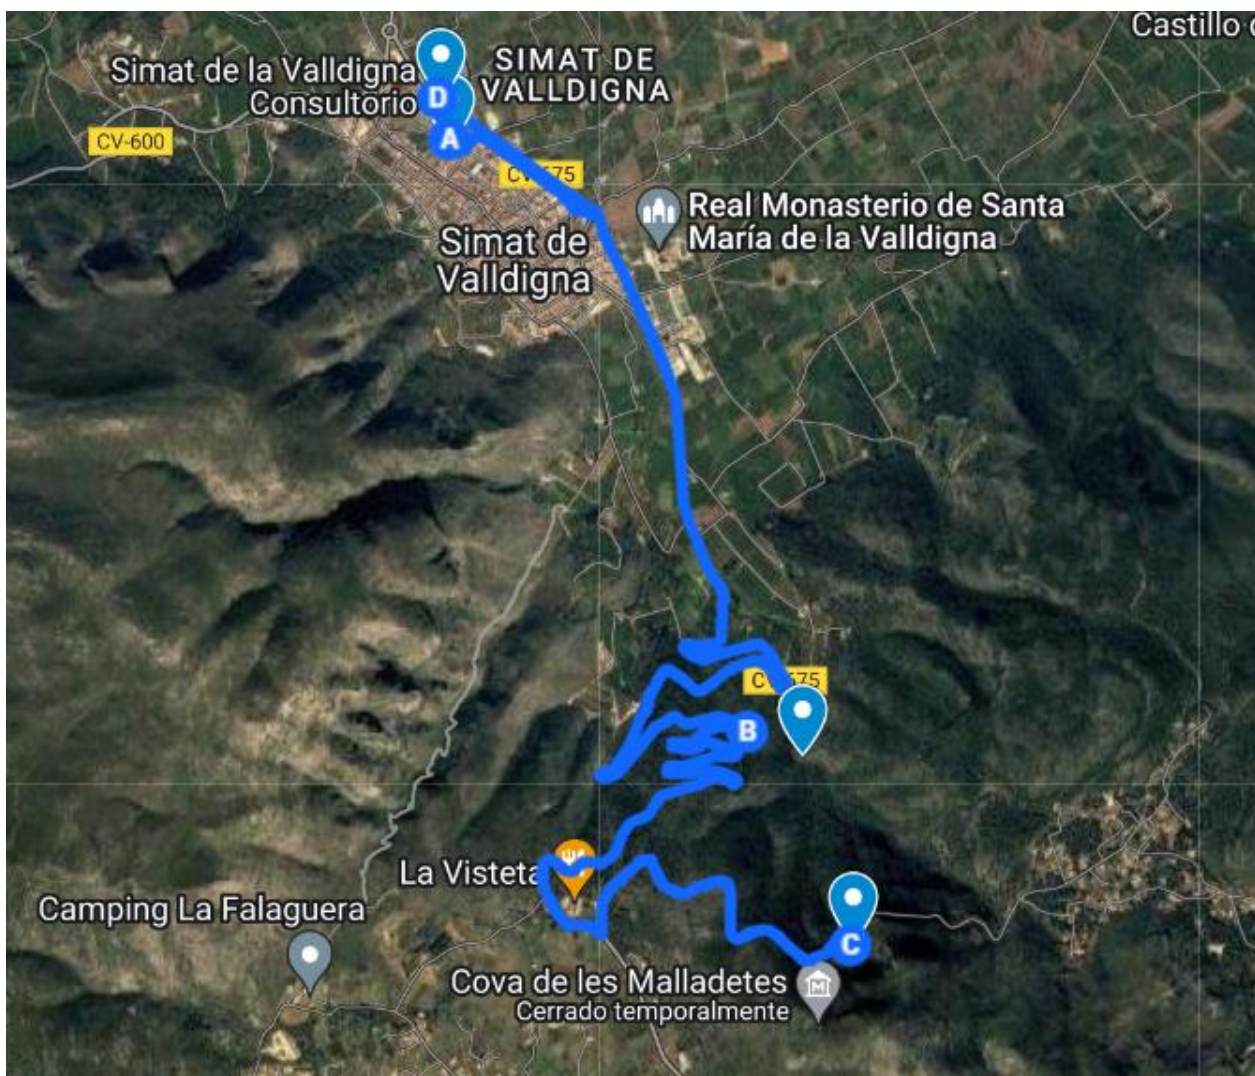 Castillo
Simat de la Valldigna
Consultorio
SIMAT DE
VALLDIGNA
D
A
CV-600
Real Monasterio de Santa
María de la Valldigna
Simat de
Valldigna
B
La Visteta
Camping La Falaguera
C
Cova de les Malladetes
Cerrado temporalmente
M